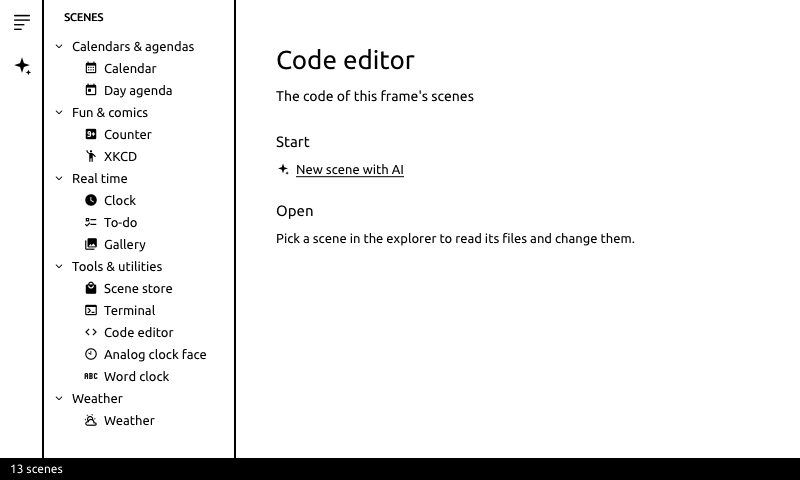 SCENES
Calendars & agendas
Calendar
Day agenda
Fun & comics
9+ Counter
XKCD
Real time
Clock
To-do
Gallery
Tools & utilities
Scene store
Terminal
Code editor
Analog clock face
ABC Word clock
Weather
Weather
Code editor
The code of this frame's scenes
Start
New scene with AI
Open
Pick a scene in the explorer to read its files and change them.
13 scenes